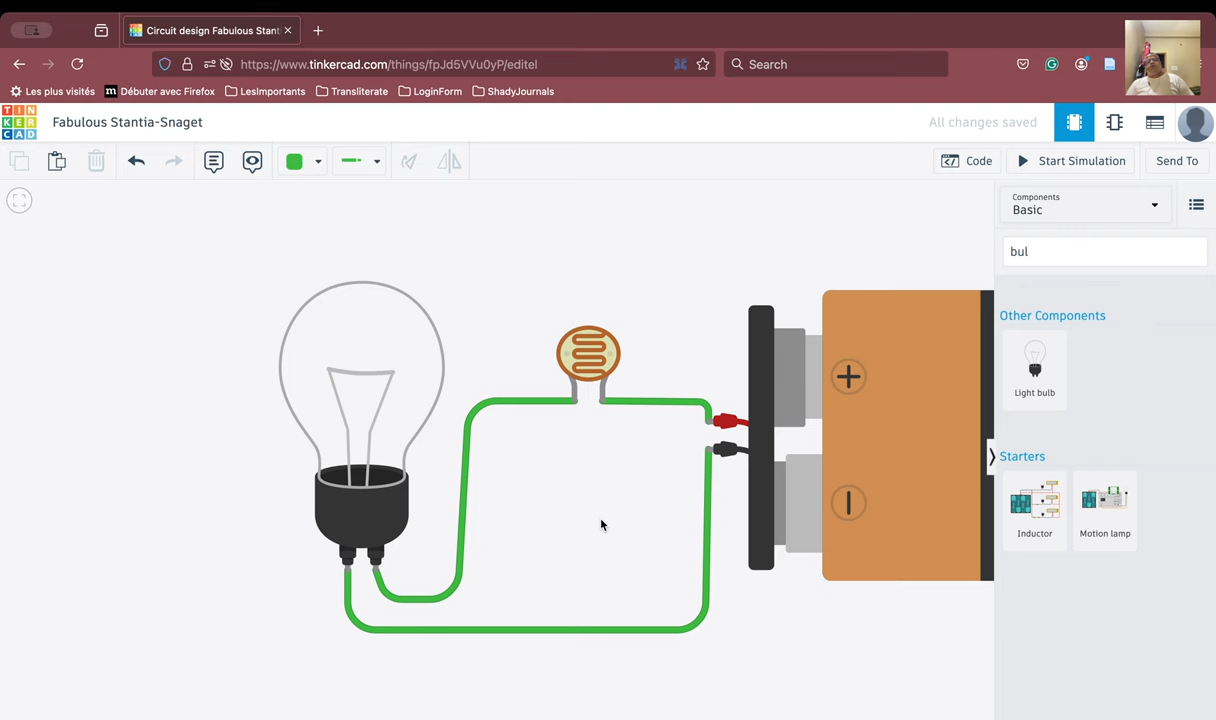 Circuit design Fabulous Stant
https://www.tinkercad.com/things/fpJd5VVu0yP/editel
Search
Les plus visités
Débuter avec Firefox
LesImportants
Transliterate
LoginForm
ShadyJournals
TIN
KER
CAD
Fabulous Stantia-Snaget
All changes saved
Code
Start Simulation
Send To
Components
Basic
bul
Other Components
Light bulb
Starters
Inductor
Motion lamp